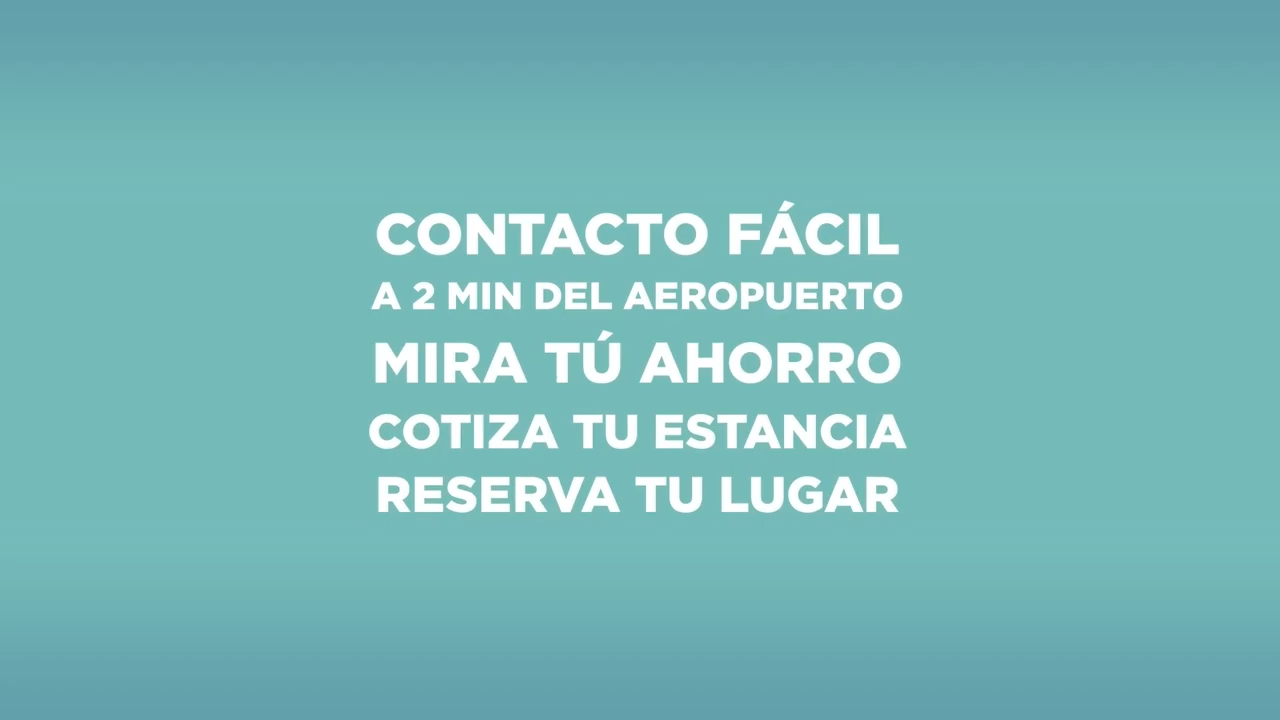 CONTACTO FÁCIL
A 2 MIN DEL AEROPUERTO
MIRA TÚ AHORRO
COTIZA TU ESTANCIA
RESERVA TU LUGAR